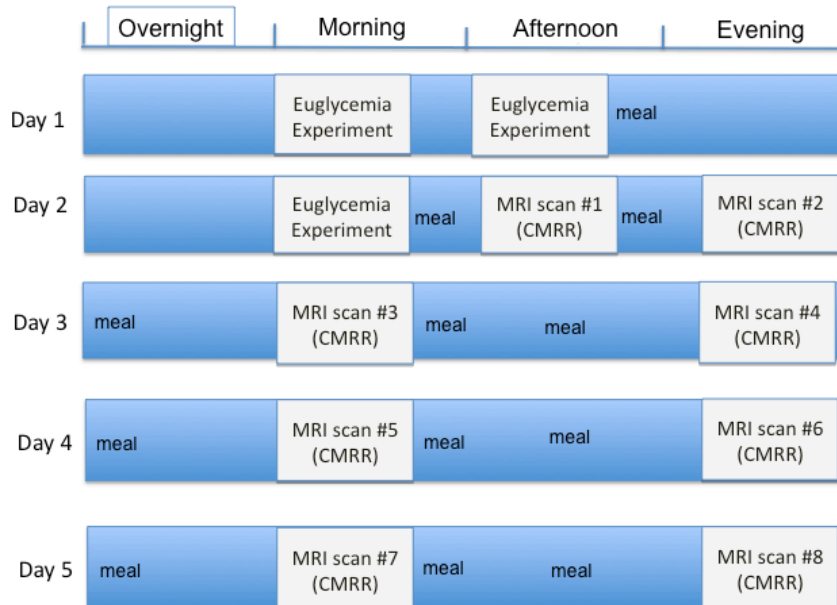 Overnight Morning Afternoon Evening
Day 1
Euglycemia
Experiment
Euglycemia
Experiment
meal
Day 2
Euglycemia
Experiment
meal
MRI scan #1
(CMRR)
meal
MRI scan #2
(CMRR)
Day 3
meal
MRI scan #3
(CMRR)
meal
meal
MRI scan #4
(CMRR)
Day 4
meal
MRI scan #5
(CMRR)
meal
meal
MRI scan #6
(CMRR)
Day 5
meal
MRI scan #7
(CMRR)
meal
meal
MRI scan #8
(CMRR)